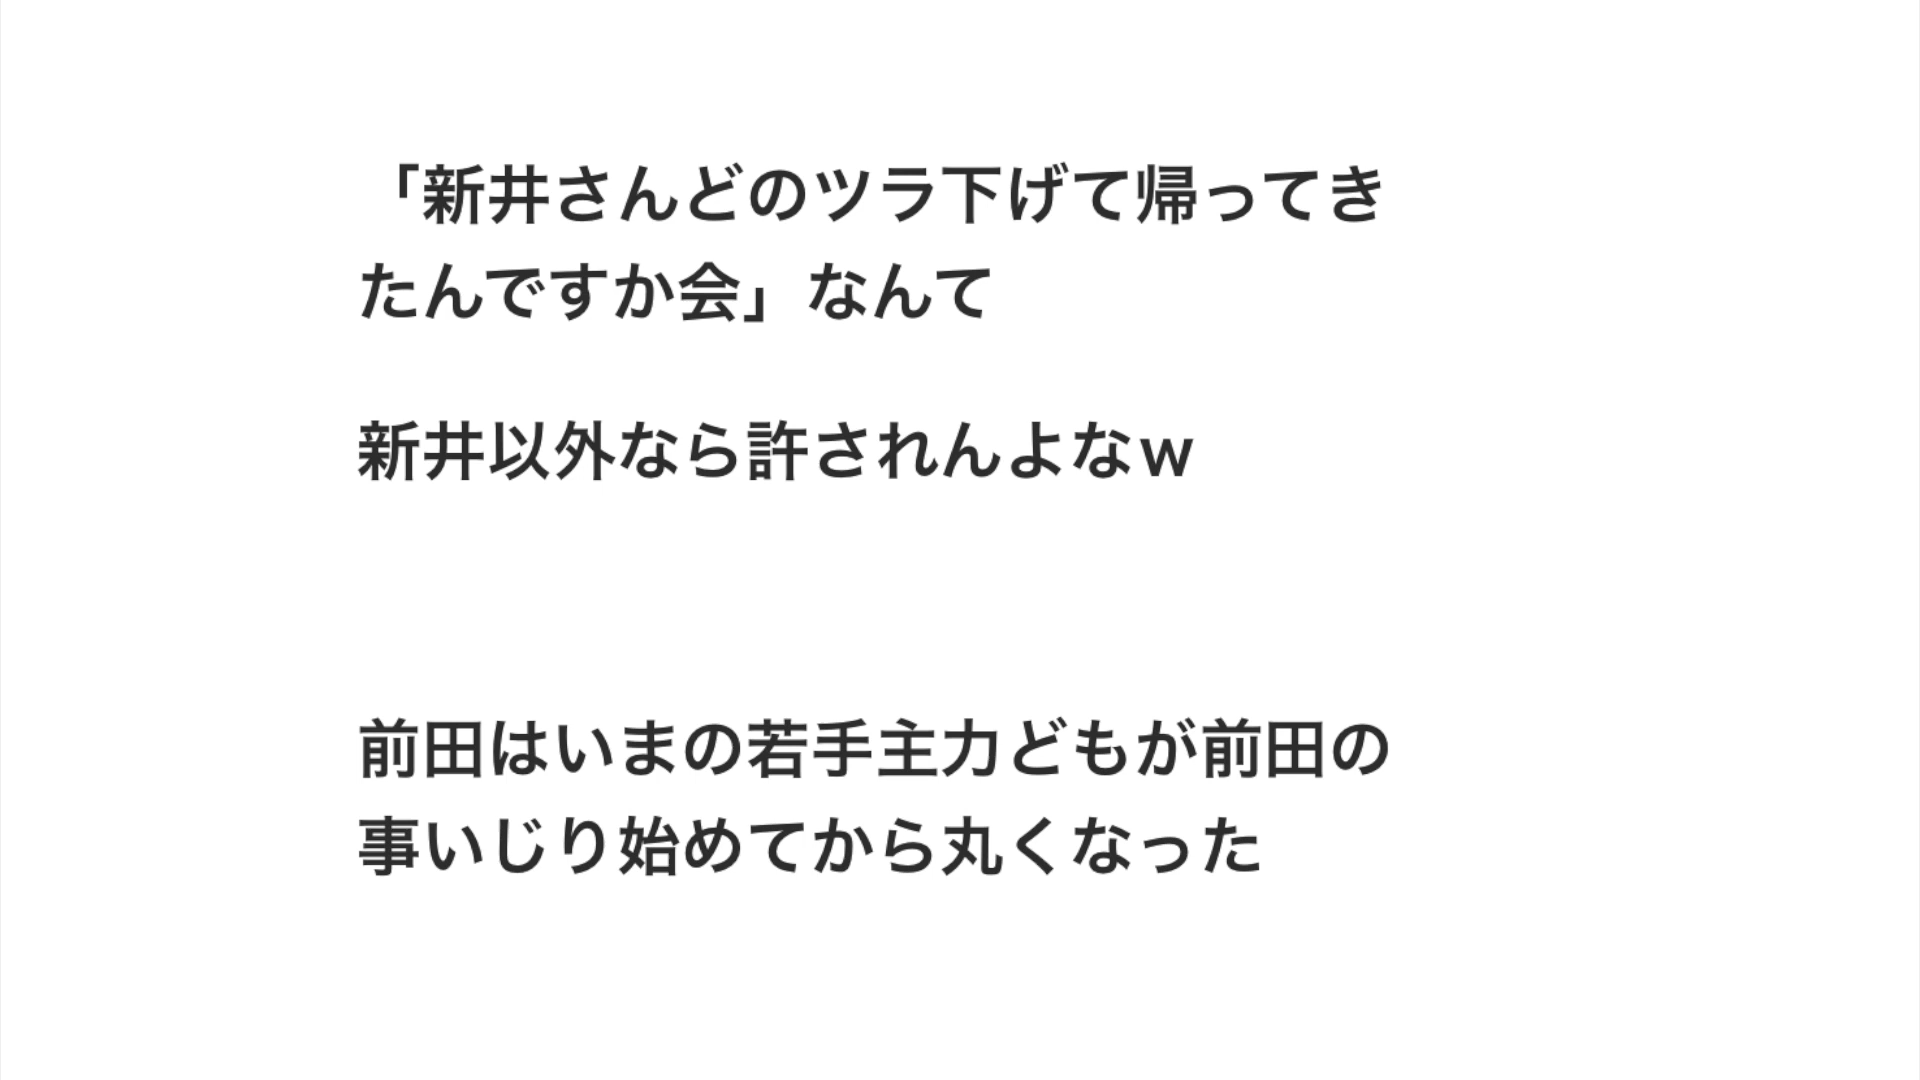 「新井さんどのツラ下げて帰ってき
たんですか会」なんて
新井以外なら許されんよなw
前田はいまの若手主力どもが前田の
事いじり始めてから丸くなった